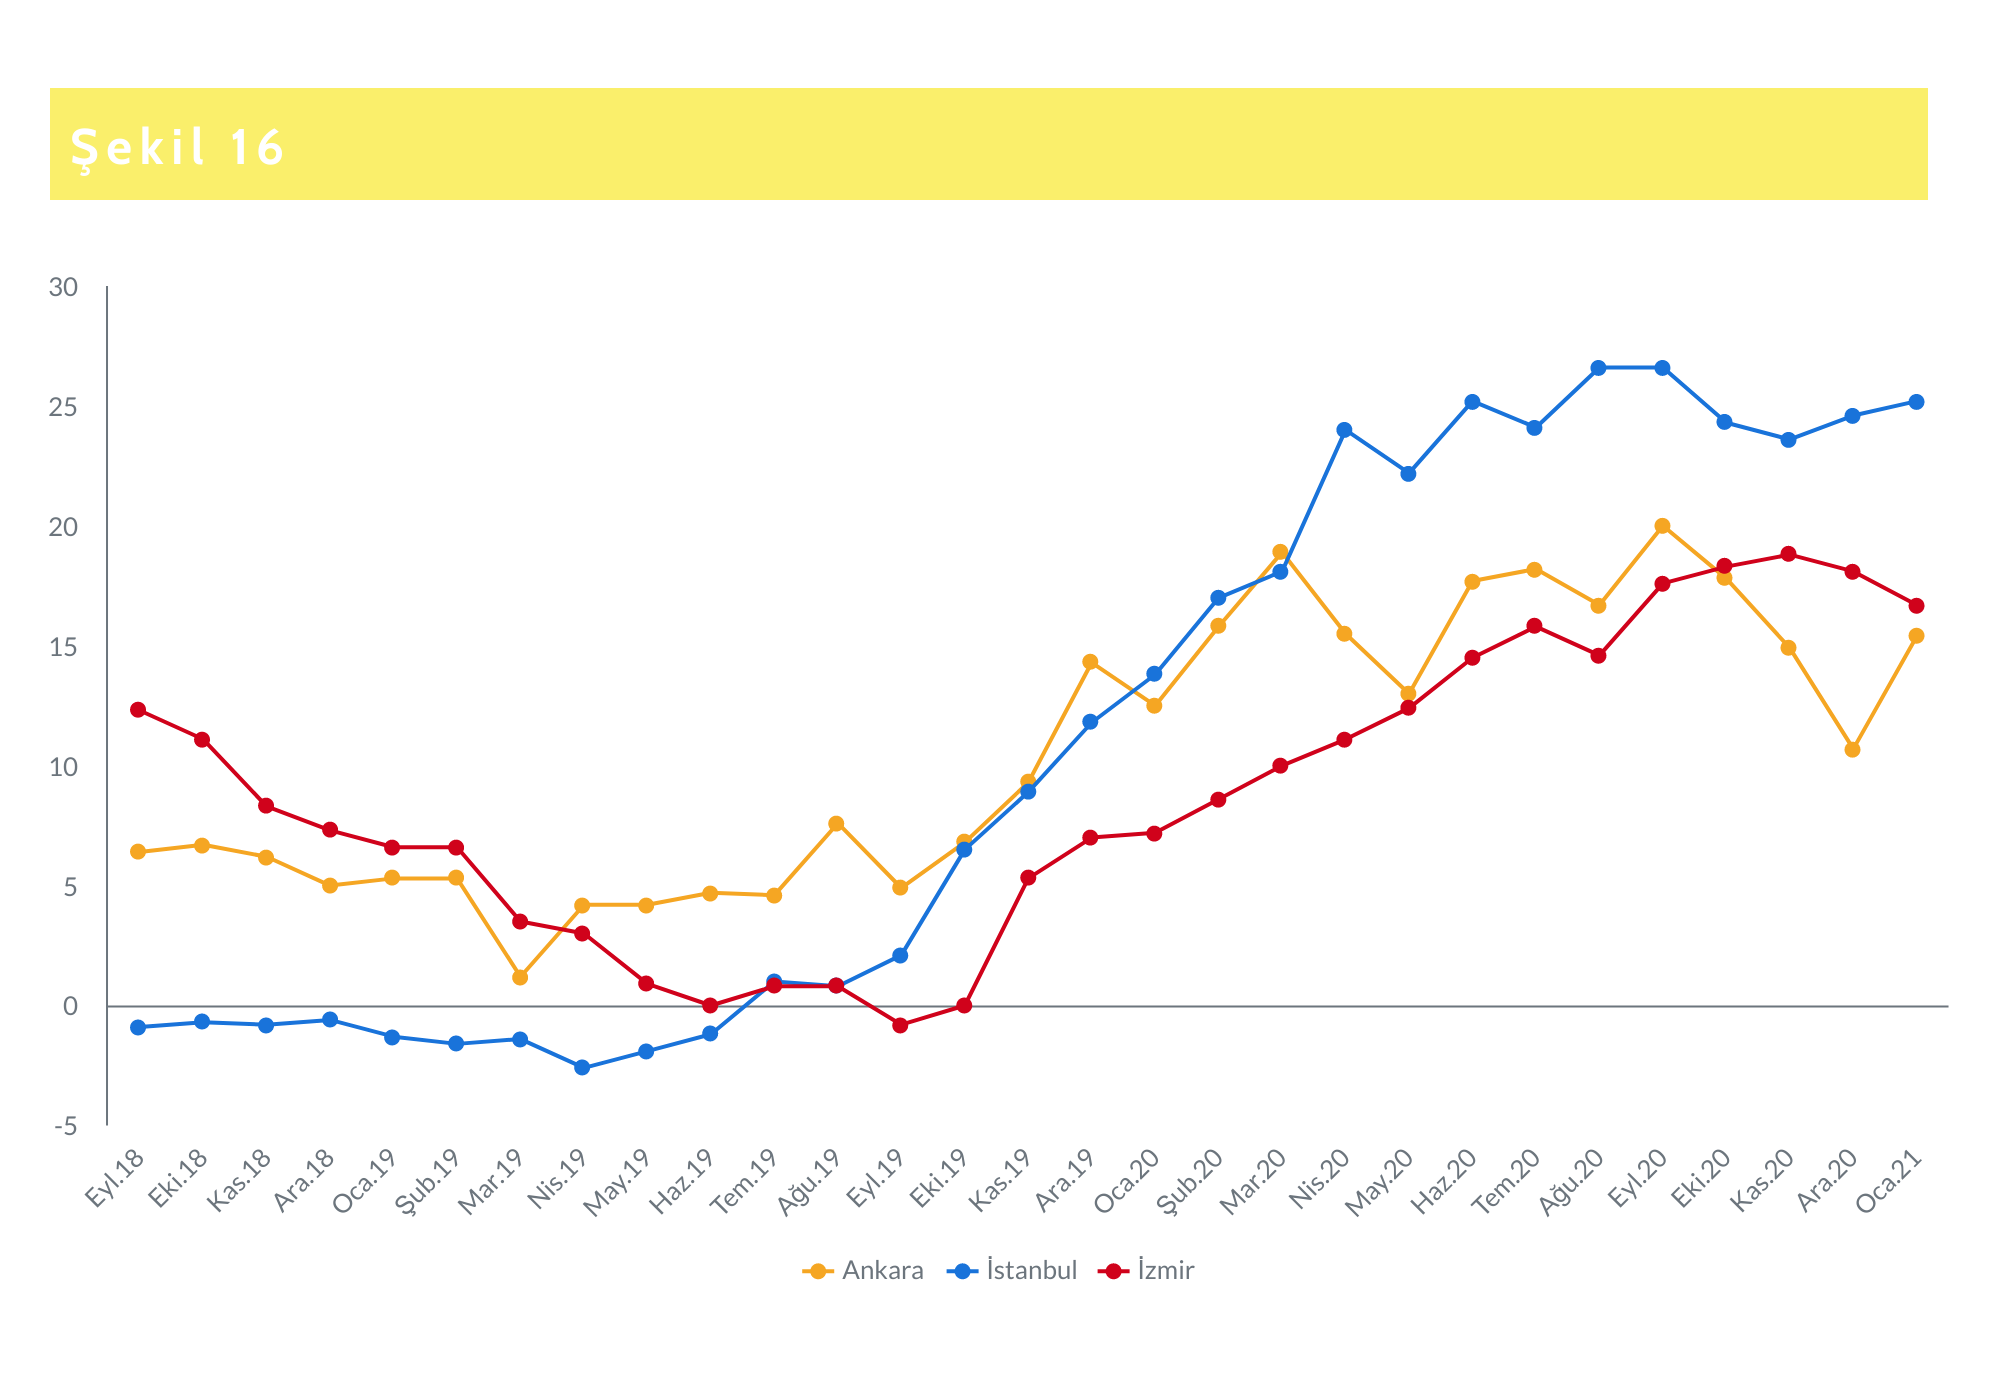 Şekil 16
30
25
20
15
10
5
0
-5
Eyl.18
Eki.18
Kas.18
Ara.18
Oca.19
Şub.19
Mar.19
Nis.19
May.19
Haz.19
Tem.19
Ağu.19
Eyl.19
Eki.19
Kas.19
Ara.19
Oca.20
Şub.20
Mar.20
Nis.20
May.20
Haz.20
Tem.20
Ağu.20
Eyl.20
Eki.20
Kas.20
Ara.20
Oca.21
Ankara İstanbul İzmir